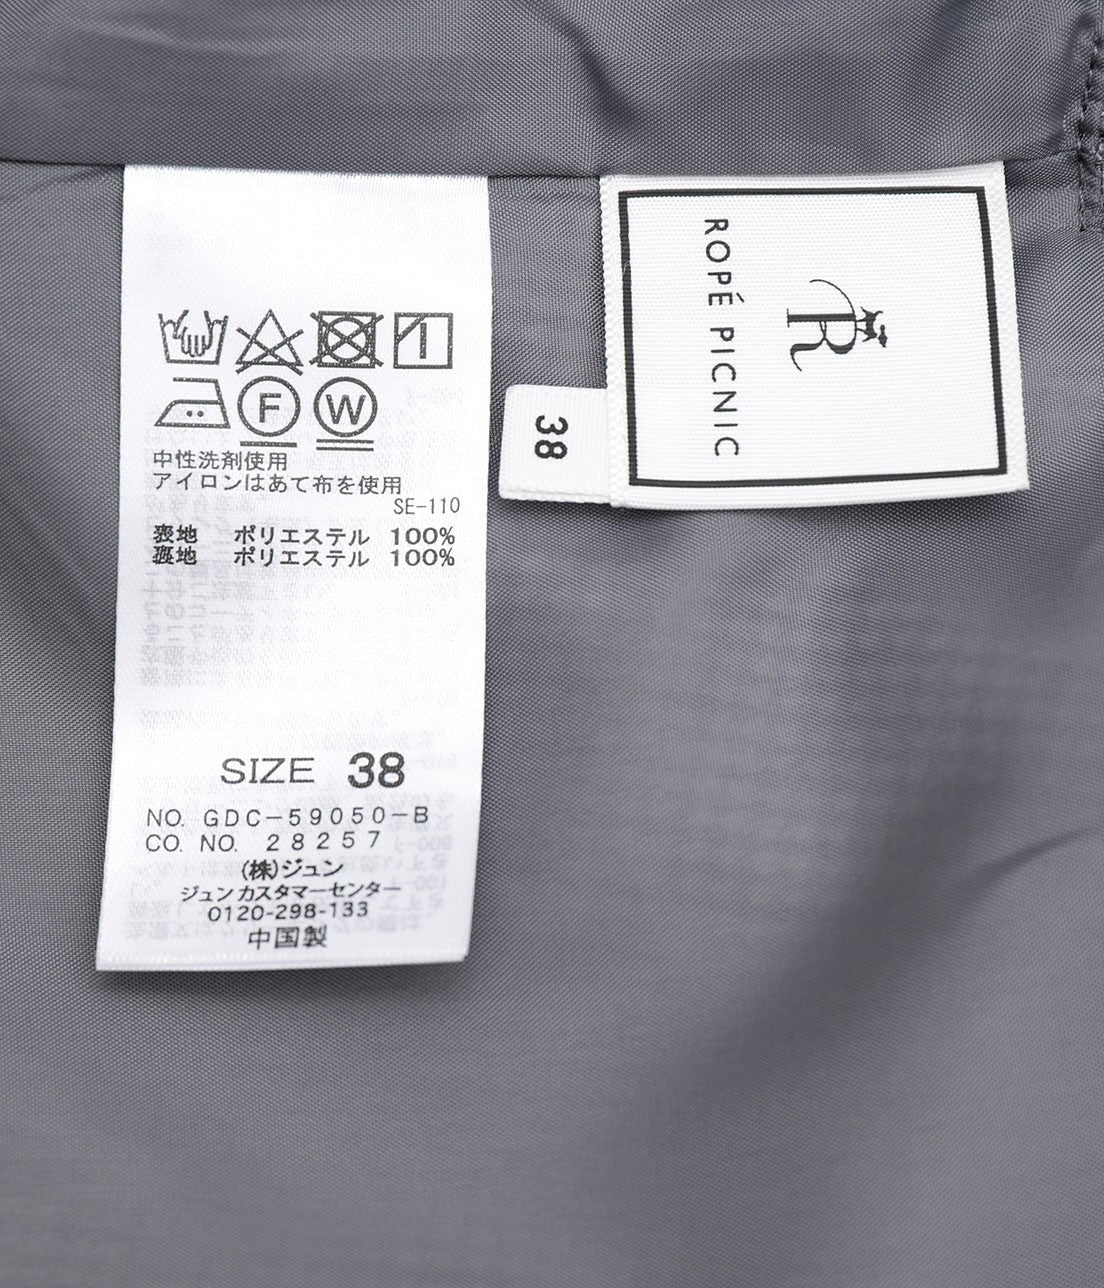 F
W
中性洗剤使用
アイロンはあて布を使用
SE-110
表地 ポリエステル 100%
裏地 ポリエステル 100%
SIZE 38
NO. GDC-59050-B
CO. NO. 28257
(株)ジュン
ジュンカスタマーセンター
0120-298-133
中国製
38
R
ROPÉ PICNIC